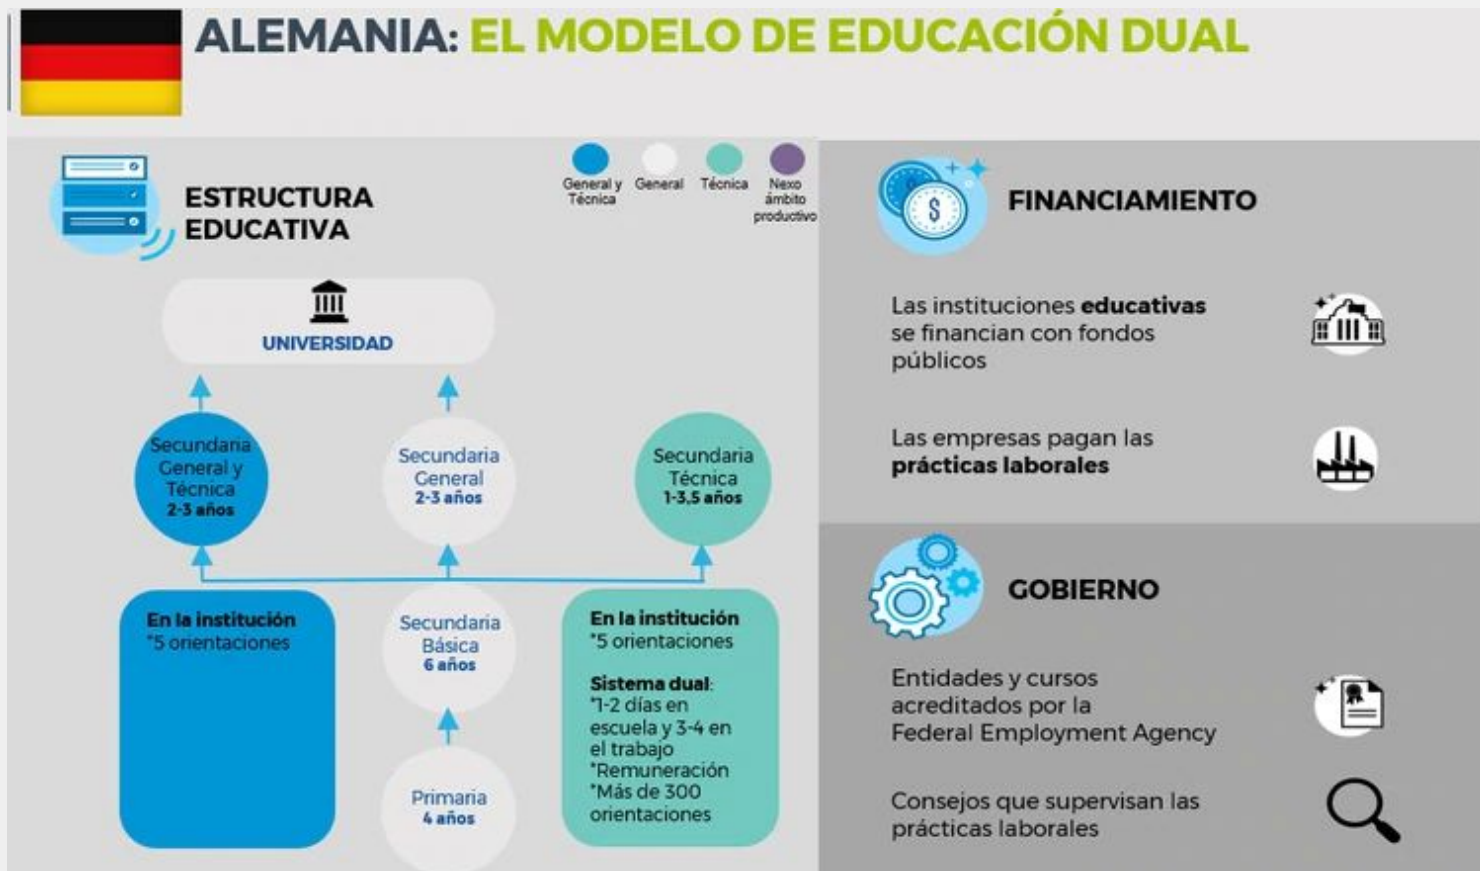 ALEMANIA: EL MODELO DE EDUCACIÓN DUAL
ESTRUCTURA
EDUCATIVA
General y
Técnica
General
Técnica
Nexo
ámbito
productivo
UNIVERSIDAD
Secundaria
General y
Técnica
2-3 años
Secundaria
General
2-3 años
Secundaria
Técnica
1-3,5 años
En la institución
*5 orientaciones
Secundaria
Básica
6 años
Primaria
4 años
En la institución
*5 orientaciones
Sistema dual:
*1-2 días en
escuela y 3-4 en
el trabajo
*Remuneración
*Más de 300
orientaciones
$
FINANCIAMIENTO
Las instituciones educativas
se financian con fondos
públicos
Las empresas pagan las
prácticas laborales
GOBIERNO
Entidades y cursos
acreditados por la
Federal Employment Agency
Consejos que supervisan las
prácticas laborales